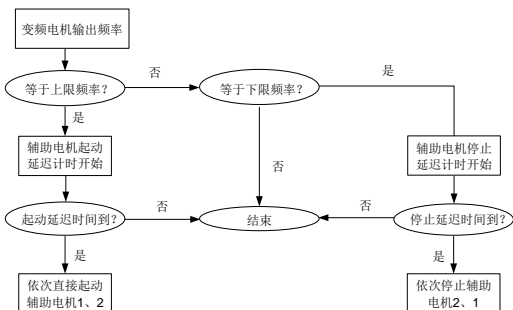 变频电机输出频率
等于上限频率?
否
等于下限频率?
是
是
辅助电机起动
延迟计时开始
否
辅助电机停止
延迟计时开始
起动延迟时间到?
否
结束
否
停止延迟时间到?
是
是
依次直接起动
辅助电机1、2
依次停止辅助
电机2、1